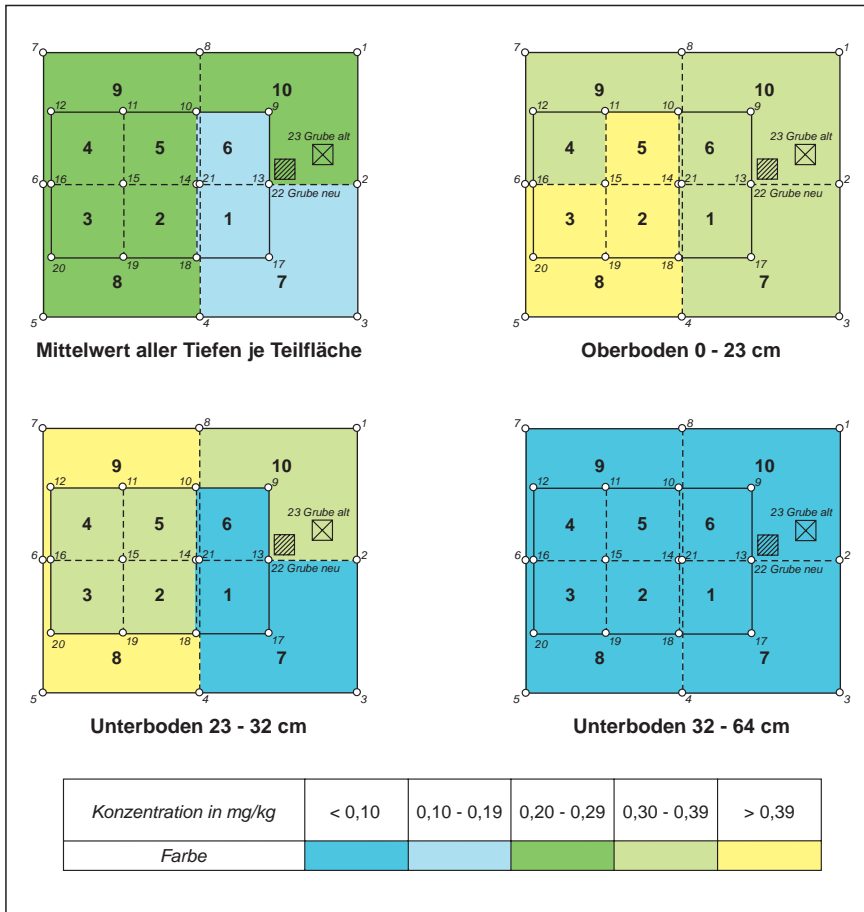 7 8 1
9 10
12 11 10 9
23 Grube alt
4 5 6
6 16 15 14 21 13 2
22 Grube neu
3 2 1
20 19 18 17
8 7
5 4 3
Mittelwert aller Tiefen je Teilfläche
7 8 1
9 10
12 11 10 9
23 Grube alt
4 5 6
6 16 15 14 21 13 2
22 Grube neu
3 2 1
20 19 18 17
8 7
5 4 3
Oberboden 0 - 23 cm
7 8 1
9 10
12 11 10 9
23 Grube alt
4 5 6
6 16 15 14 21 13 2
22 Grube neu
3 2 1
20 19 18 17
8 7
5 4 3
Unterboden 23 - 32 cm
7 8 1
9 10
12 11 10 9
23 Grube alt
4 5 6
6 16 15 14 21 13 2
22 Grube neu
3 2 1
20 19 18 17
8 7
5 4 3
Unterboden 32 - 64 cm
Konzentration in mg/kg < 0,10 0,10 - 0,19 0,20 - 0,29 0,30 - 0,39 > 0,39
Farbe